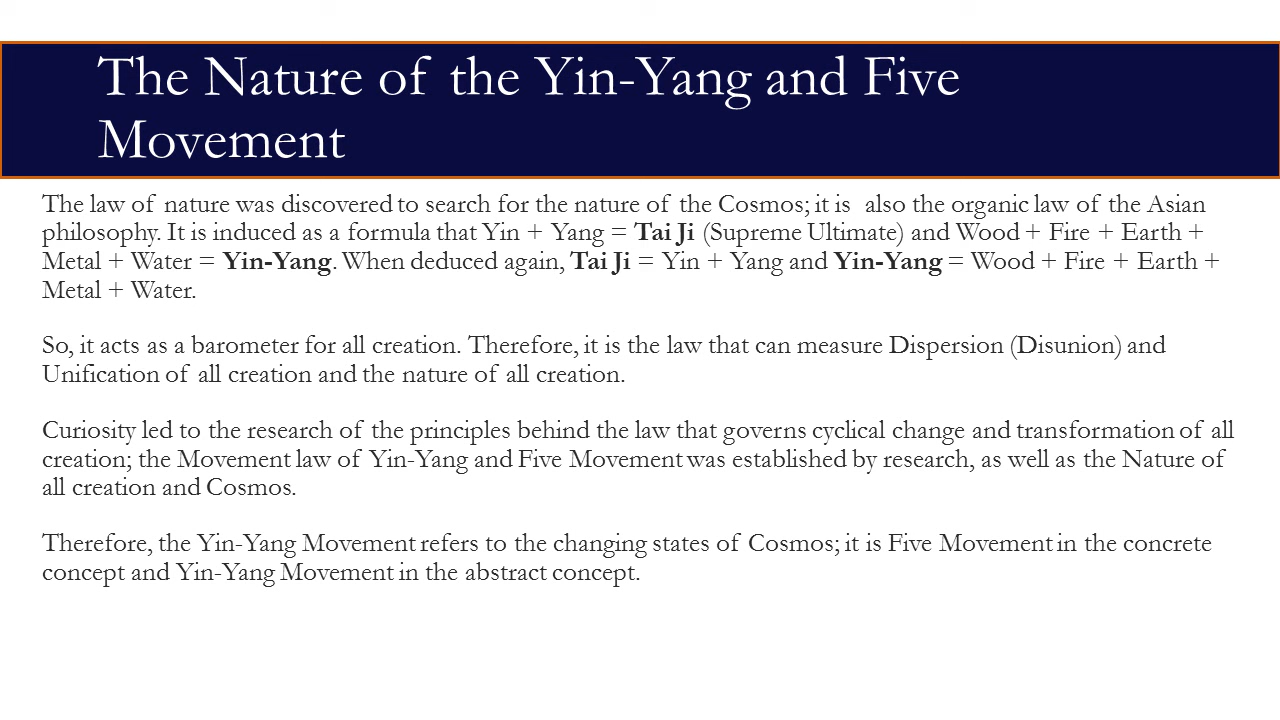 The Nature of the Yin-Yang and Five
Movement
The law of nature was discovered to search for the nature of the Cosmos; it is also the organic law of the Asian
philosophy. It is induced as a formula that Yin + Yang = Tai Ji (Supreme Ultimate) and Wood + Fire + Earth +
Metal + Water = Yin-Yang. When deduced again, Tai Ji = Yin + Yang and Yin-Yang = Wood + Fire + Earth +
Metal + Water.
So, it acts as a barometer for all creation. Therefore, it is the law that can measure Dispersion (Disunion) and
Unification of all creation and the nature of all creation.
Curiosity led to the research of the principles behind the law that governs cyclical change and transformation of all
creation; the Movement law of Yin-Yang and Five Movement was established by research, as well as the Nature of
all creation and Cosmos.
Therefore, the Yin-Yang Movement refers to the changing states of Cosmos; it is Five Movement in the concrete
concept and Yin-Yang Movement in the abstract concept.